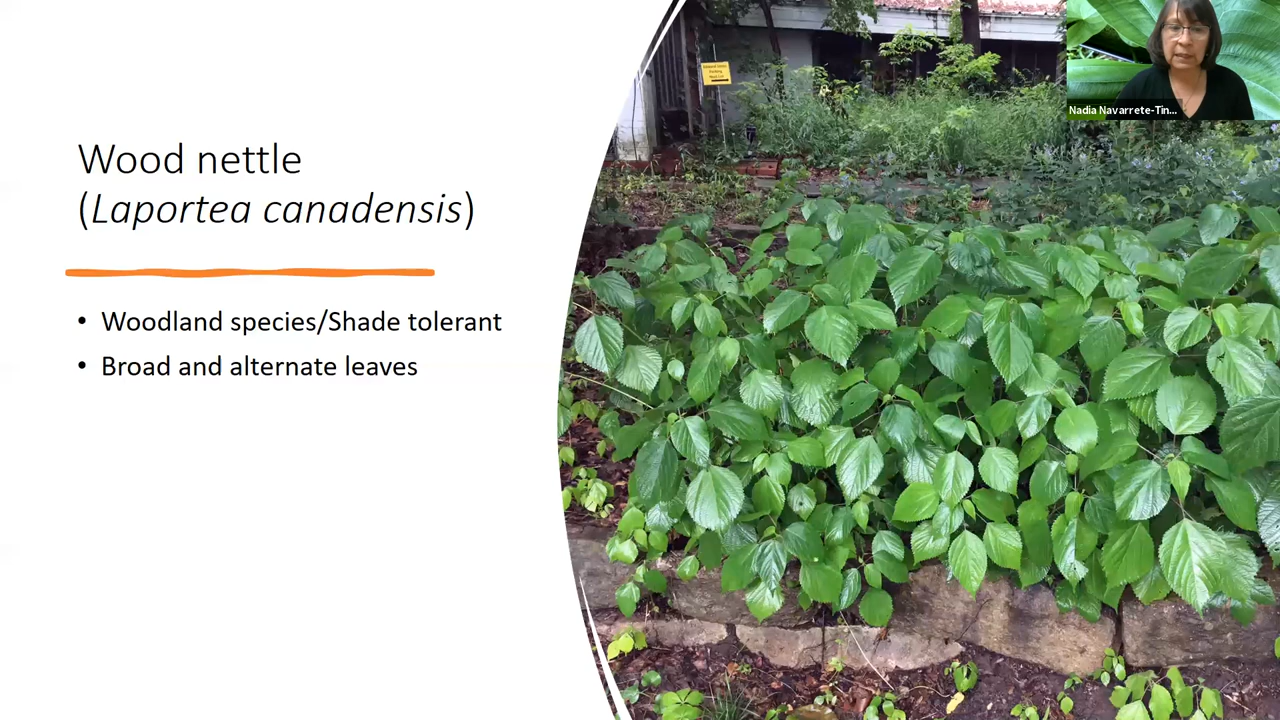 Wood nettle
(Laportea canadensis)
• Woodland species/Shade tolerant
• Broad and alternate leaves
Nadia Navarrete-Tin...